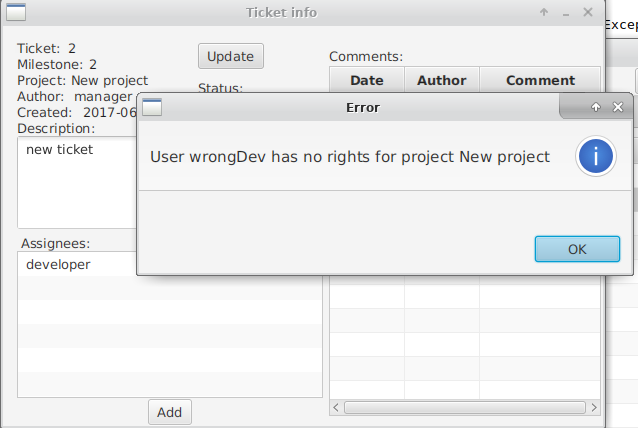 Ticket info
Ticket: 2
Milestone: 2
Project: New project
Author: manager
Created: 2017-06
Description:
new ticket
Update
Status:
Comments:
Date Author Comment
Error
User wrongDev has no rights for project New project
OK
Assignees:
developer
Add
Excep